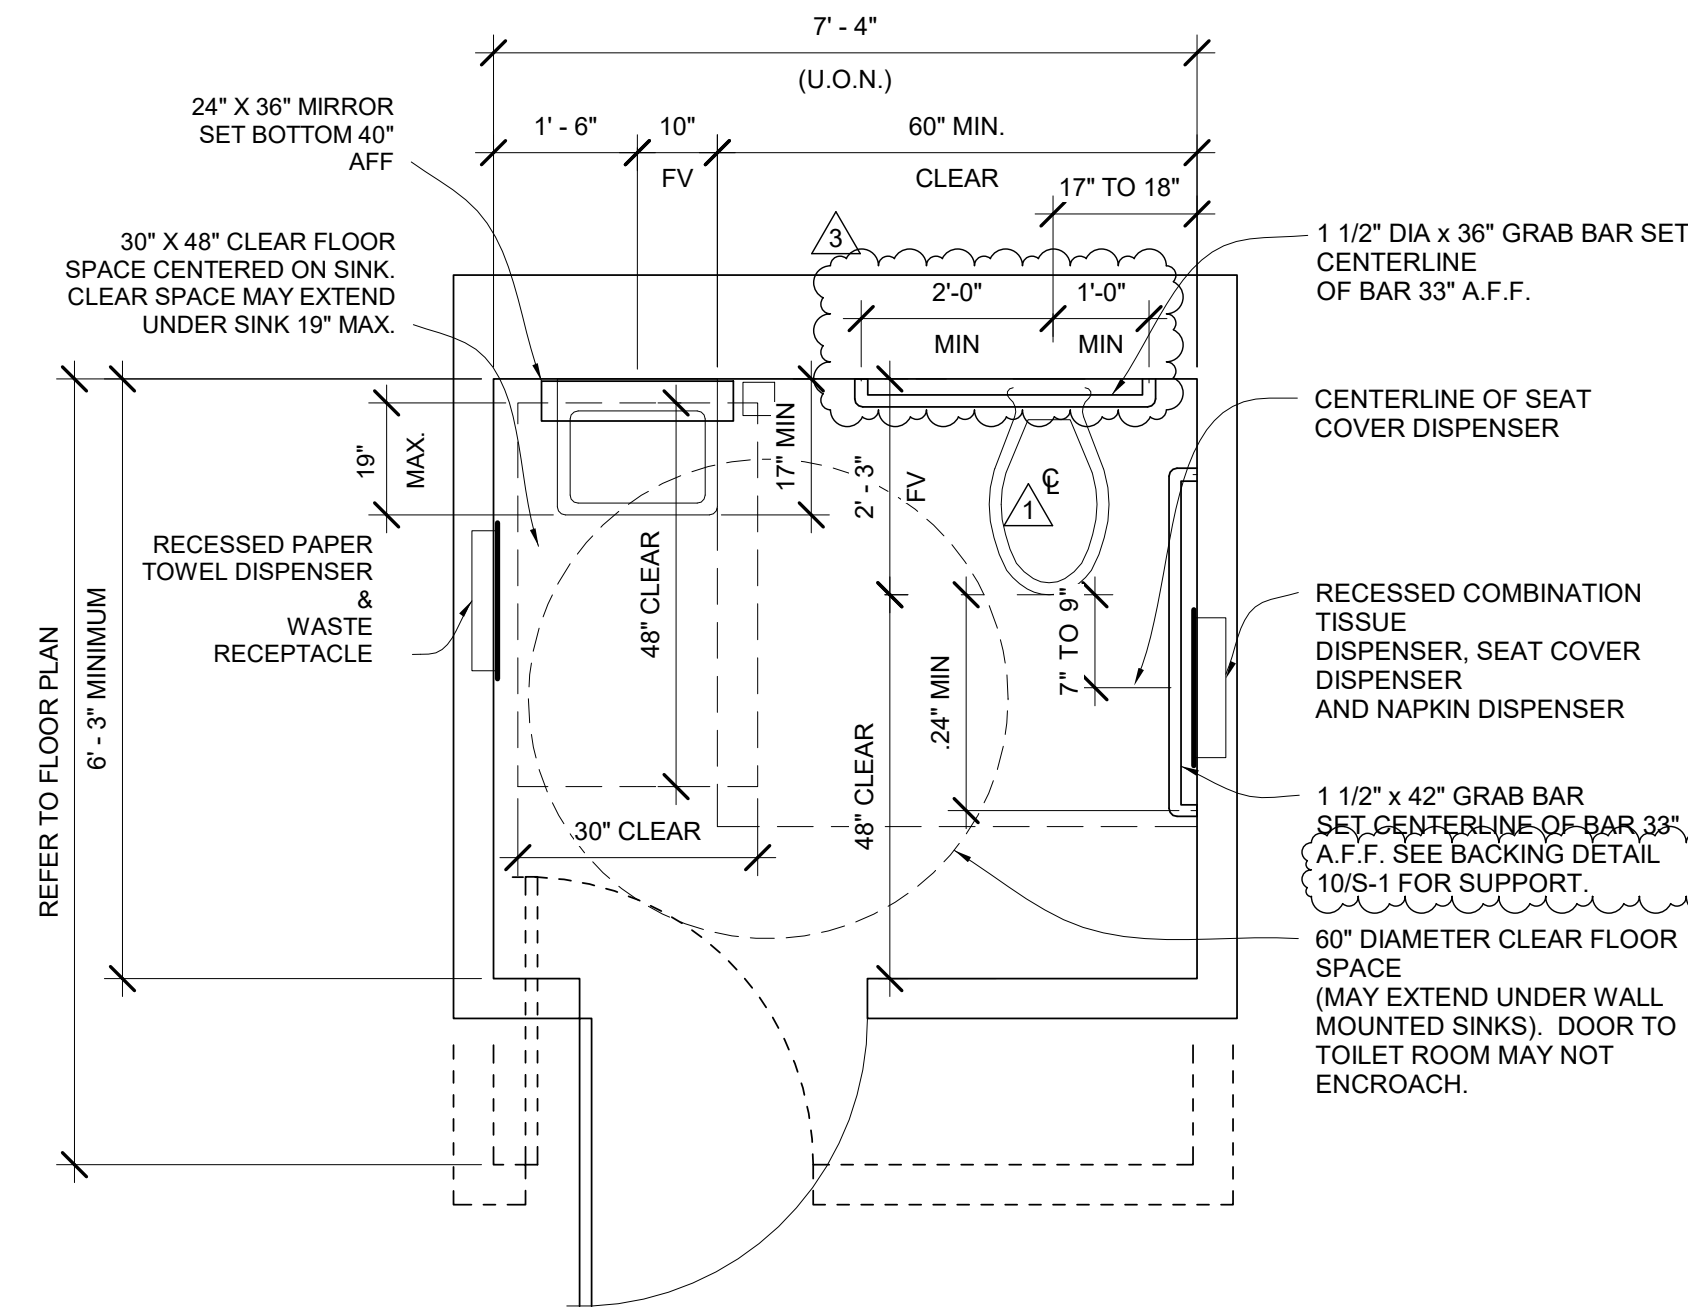 7' - 4"
(U.O.N.)
24" X 36" MIRROR
SET BOTTOM 40"
AFF
1' - 6"
10"
FV
60" MIN.
CLEAR
17" TO 18"
30" X 48" CLEAR FLOOR
SPACE CENTERED ON SINK.
CLEAR SPACE MAY EXTEND
UNDER SINK 19" MAX.
3
2'-0"
MIN
1'-0"
MIN
1 1/2" DIA x 36" GRAB BAR SET
CENTERLINE
OF BAR 33" A.F.F.
CENTERLINE OF SEAT
COVER DISPENSER
19"
MAX.
17" MIN
2' - 3"
FV
CL
1
RECESSED PAPER
TOWEL DISPENSER
&
WASTE
RECEPTACLE
48" CLEAR
7" TO 9"
RECESSED COMBINATION
TISSUE
DISPENSER, SEAT COVER
DISPENSER
AND NAPKIN DISPENSER
REFER TO FLOOR PLAN
6' - 3" MINIMUM
.24" MIN
48" CLEAR
30" CLEAR
1 1/2" x 42" GRAB BAR
SET CENTERLINE OF BAR 33"
A.F.F. SEE BACKING DETAIL
10/S-1 FOR SUPPORT.
60" DIAMETER CLEAR FLOOR
SPACE
(MAY EXTEND UNDER WALL
MOUNTED SINKS).  DOOR TO
TOILET ROOM MAY NOT
ENCROACH.